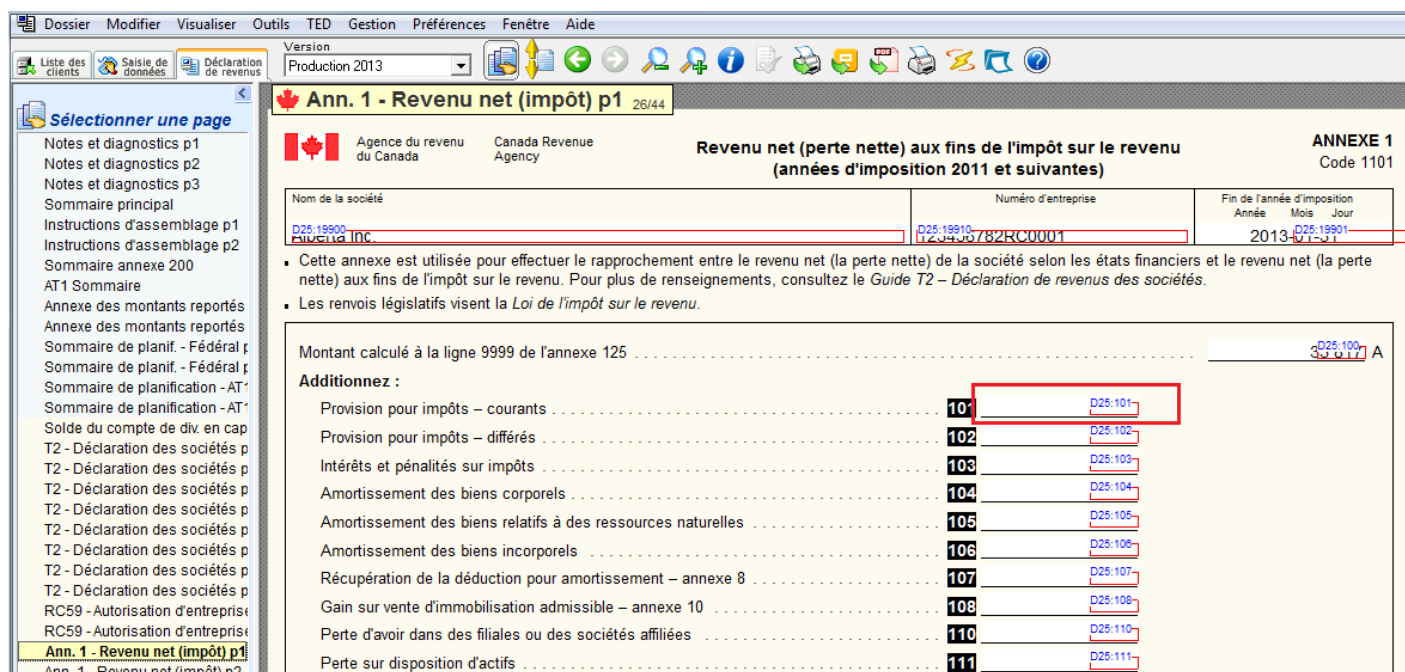 Dossier Modifier Visualiser Outils TED Gestion Préférences Fenêtre Aide
Liste des clients
Saisie de données
Déclaration de revenus
Version
Production 2013
Sélectionner une page
Notes et diagnostics p1
Notes et diagnostics p2
Notes et diagnostics p3
Sommaire principal
Instructions d'assemblage p1
Instructions d'assemblage p2
Sommaire annexe 200
AT1 Sommaire
Annexe des montants reportés
Annexe des montants reportés
Sommaire de planif. - Fédéral p
Sommaire de planif. - Fédéral p
Sommaire de planification - AT1
Sommaire de planification - AT1
Solde du compte de div. en cap
T2 - Déclaration des sociétés p
T2 - Déclaration des sociétés p
T2 - Déclaration des sociétés p
T2 - Déclaration des sociétés p
T2 - Déclaration des sociétés p
T2 - Déclaration des sociétés p
T2 - Déclaration des sociétés p
T2 - Déclaration des sociétés p
RC59 - Autorisation d'entreprise
RC59 - Autorisation d'entreprise
Ann. 1 - Revenu net (impôt) p1
Ann. 1 - Revenu net (impôt) p2
Ann. 1 - Revenu net (impôt) p1 26/44
Agence du revenu du Canada
Canada Revenue Agency
Revenu net (perte nette) aux fins de l'impôt sur le revenu
(années d'imposition 2011 et suivantes)
ANNEXE 1
Code 1101
Nom de la société
Numéro d'entreprise
Fin de l'année d'imposition
Année Mois Jour
D25:19900
Alberta Inc.
D25:19910
123456782RC0001
D25:19901
2013-01-31
▪ Cette annexe est utilisée pour effectuer le rapprochement entre le revenu net (la perte nette) de la société selon les états financiers et le revenu net (la perte
nette) aux fins de l'impôt sur le revenu. Pour plus de renseignements, consultez le Guide T2 – Déclaration de revenus des sociétés.
▪ Les renvois législatifs visent la Loi de l'impôt sur le revenu.
Montant calculé à la ligne 9999 de l'annexe 125 D25:100 A
Additionnez :
Provision pour impôts – courants 101 D25:101
Provision pour impôts – différés 102 D25:102
Intérêts et pénalités sur impôts 103 D25:103
Amortissement des biens corporels 104 D25:104
Amortissement des biens relatifs à des ressources naturelles 105 D25:105
Amortissement des biens incorporels 106 D25:106
Récupération de la déduction pour amortissement – annexe 8 107 D25:107
Gain sur vente d'immobilisation admissible – annexe 10 108 D25:108
Perte d'avoir dans des filiales ou des sociétés affiliées 110 D25:110
Perte sur disposition d'actifs 111 D25:111